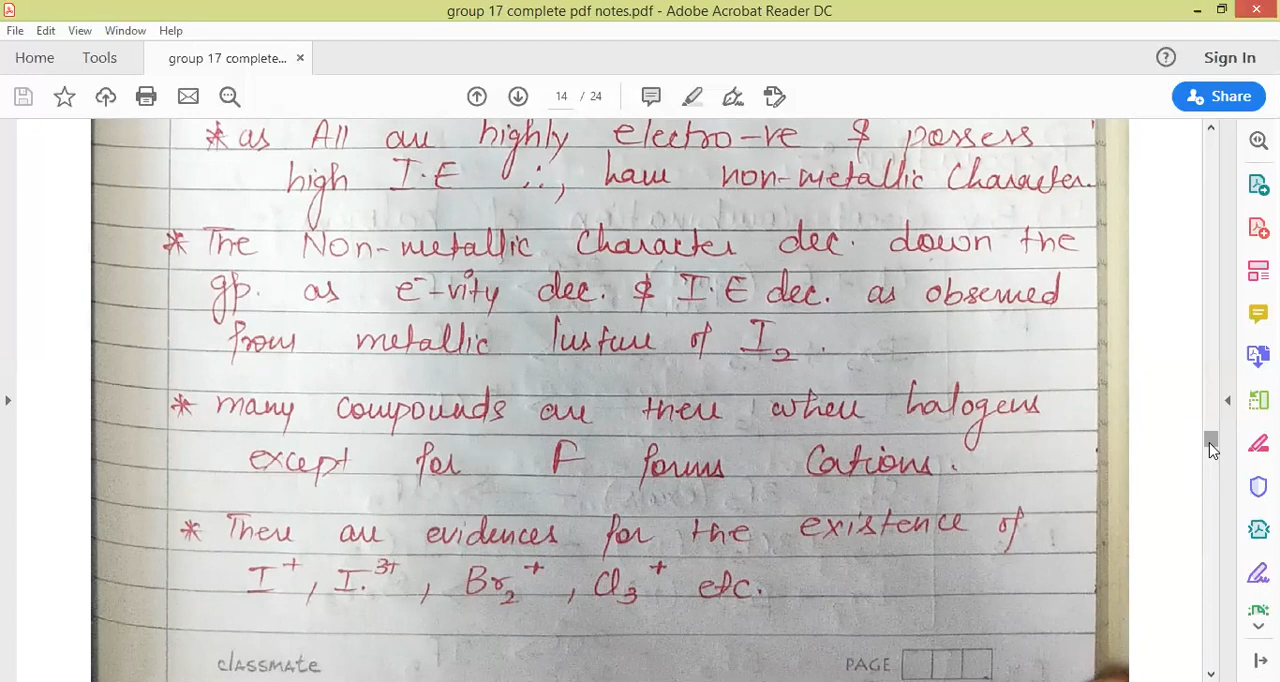 group 17 complete pdf notes.pdf - Adobe Acrobat Reader DC
File Edit View Window Help
Home Tools group 17 complete... × Sign In
14 / 24 Share
* as All are highly electro-ve & possess
high I.E ∴, have non-metallic Character.
* The Non-metallic Character dec. down the
gp. as e⁻-vity dec. & I.E dec. as observed
from metallic lusture of I₂.
* Many compounds are there where halogens
except for F forms Cations.
* There are evidences for the existence of
I⁺, I³⁺, Br₂⁺, Cl₃⁺ etc.
classmate PAGE